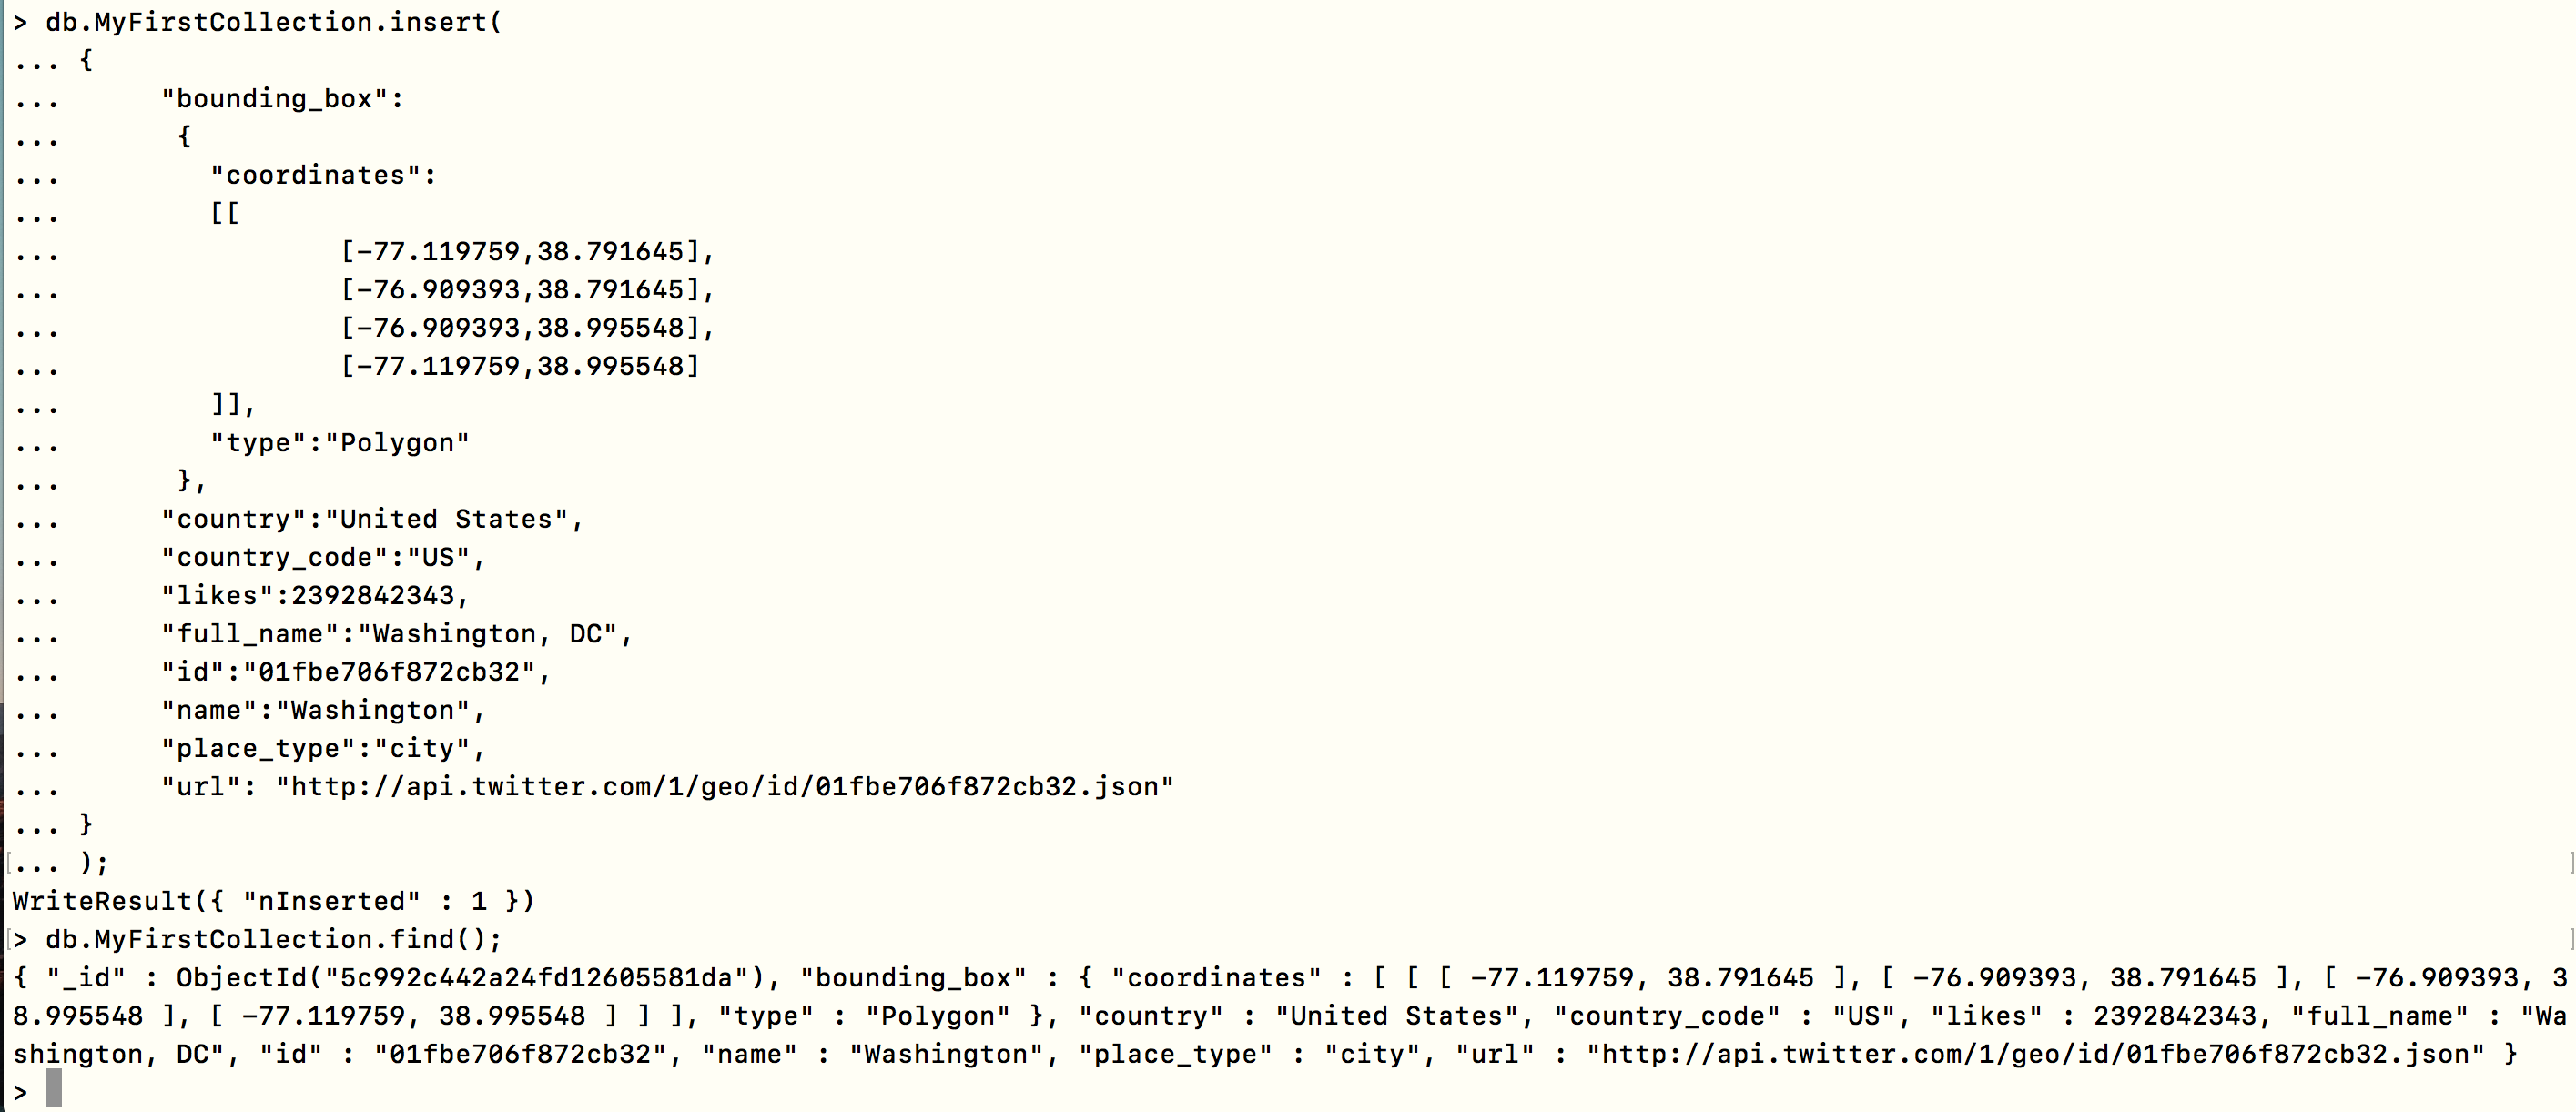 > db.MyFirstCollection.insert(
... {
...      "bounding_box":
...       {
...         "coordinates":
...         [[
...                 [-77.119759,38.791645],
...                 [-76.909393,38.791645],
...                 [-76.909393,38.995548],
...                 [-77.119759,38.995548]
...         ]],
...         "type":"Polygon"
...       },
...      "country":"United States",
...      "country_code":"US",
...      "likes":2392842343,
...      "full_name":"Washington, DC",
...      "id":"01fbe706f872cb32",
...      "name":"Washington",
...      "place_type":"city",
...      "url": "http://api.twitter.com/1/geo/id/01fbe706f872cb32.json"
... }
[... );]
WriteResult({ "nInserted" : 1 })
[> db.MyFirstCollection.find();]
{ "_id" : ObjectId("5c992c442a24fd12605581da"), "bounding_box" : { "coordinates" : [ [ [ -77.119759, 38.791645 ], [ -76.909393, 38.791645 ], [ -76.909393, 3
8.995548 ], [ -77.119759, 38.995548 ] ] ], "type" : "Polygon" }, "country" : "United States", "country_code" : "US", "likes" : 2392842343, "full_name" : "Wa
shington, DC", "id" : "01fbe706f872cb32", "name" : "Washington", "place_type" : "city", "url" : "http://api.twitter.com/1/geo/id/01fbe706f872cb32.json" }
>